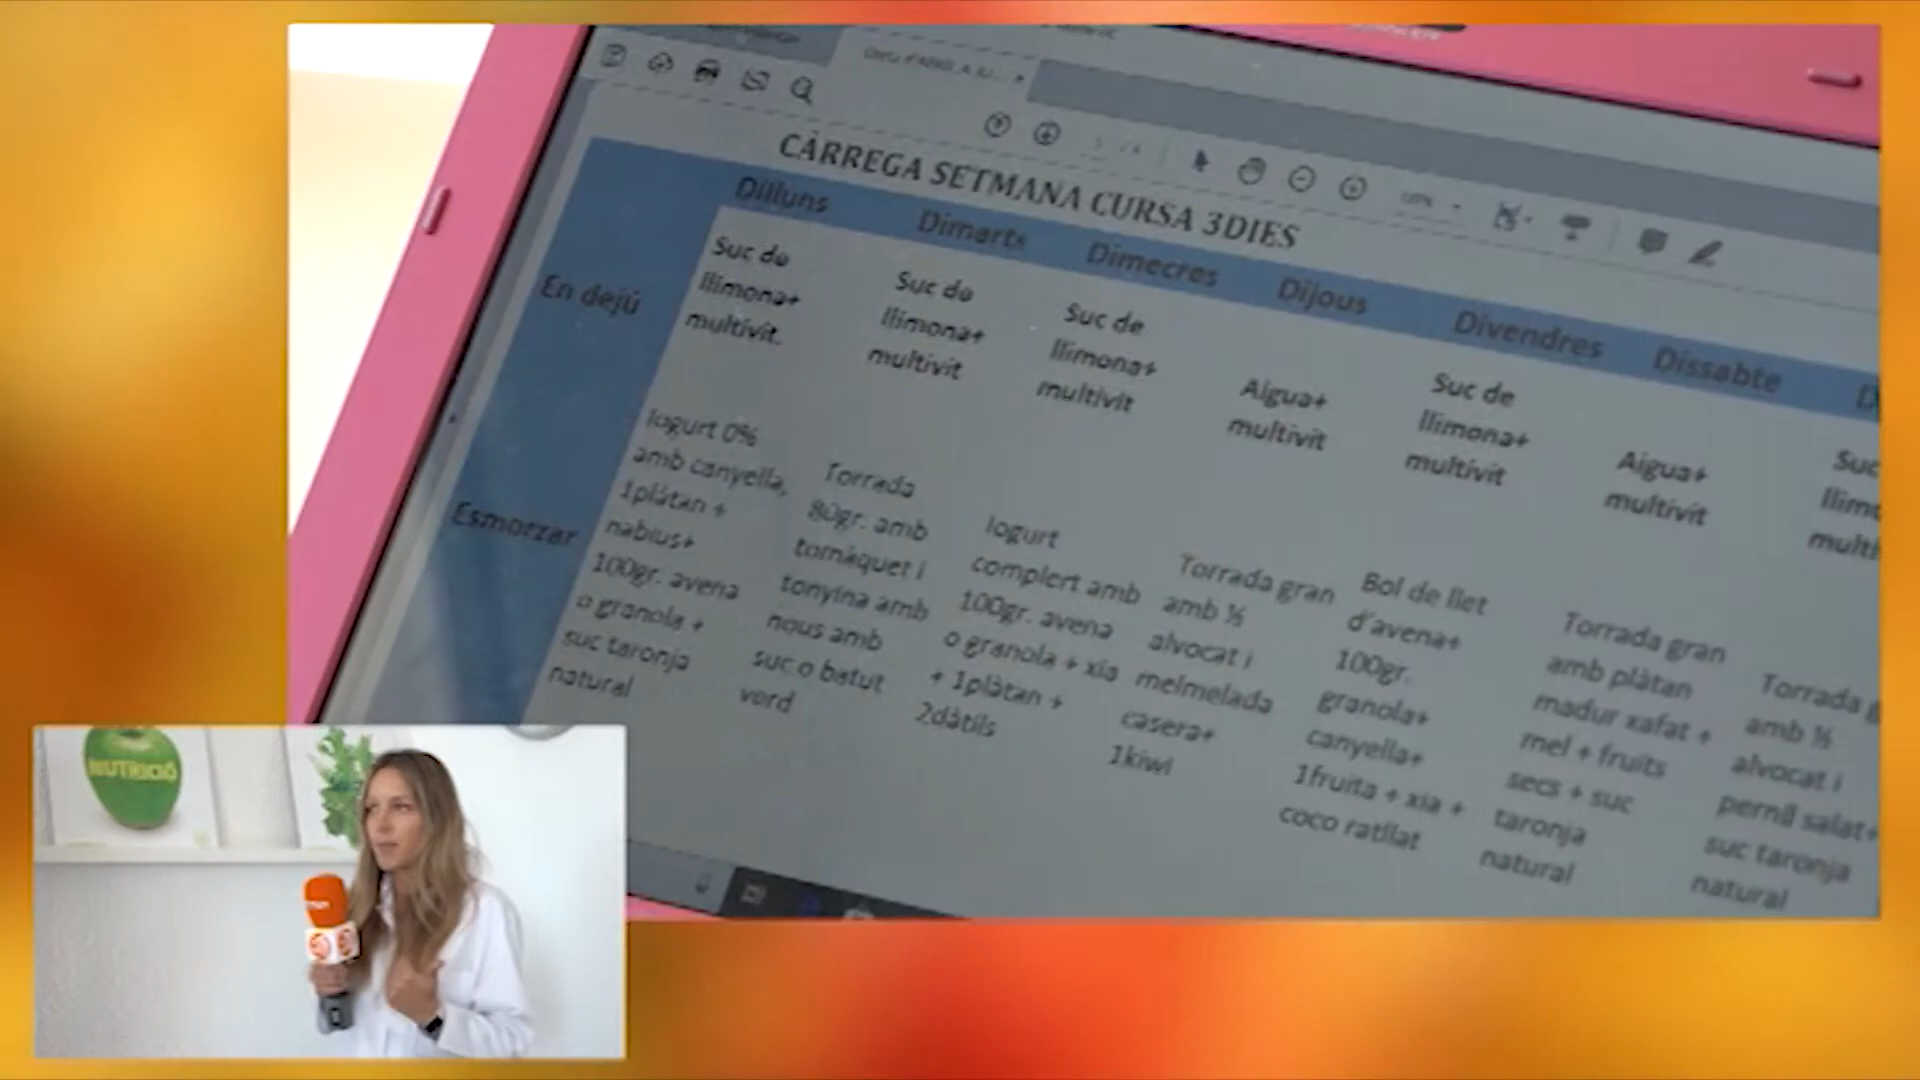 CÀRREGA SETMANA CURSA 3DIES
Dilluns
Dimarts
Dimecres
Dijous
Divendres
Dissabte
En dejú
Suc de
llimona+
multivit.
Suc de
llimona+
multivit
Suc de
llimona+
multivit
Aigua+
multivit
Suc de
llimona+
multivit
Aigua+
multivit
Suc
Esmorzar
Iogurt 0%
amb canyella,
1plàtan +
nabius+
100gr. avena
o granola +
suc taronja
natural
Torrada
80gr. amb
tomàquet i
tonyina amb
nous amb
suc o batut
verd
Iogurt
complert amb
100gr. avena
o granola + xia
+ 1plàtan +
2dàtils
Torrada gran
amb ½
alvocat i
melmelada
casera+
1kiwi
Bol de llet
d'avena+
100gr.
granola+
canyella+
1fruita + xia +
coco ratllat
Torrada gran
amb plàtan
madur xafat +
mel + fruits
secs + suc
taronja
natural
Torrada g
amb ½
alvocat i
pernil salat+
suc taronja
natural
NUTRICIÓ